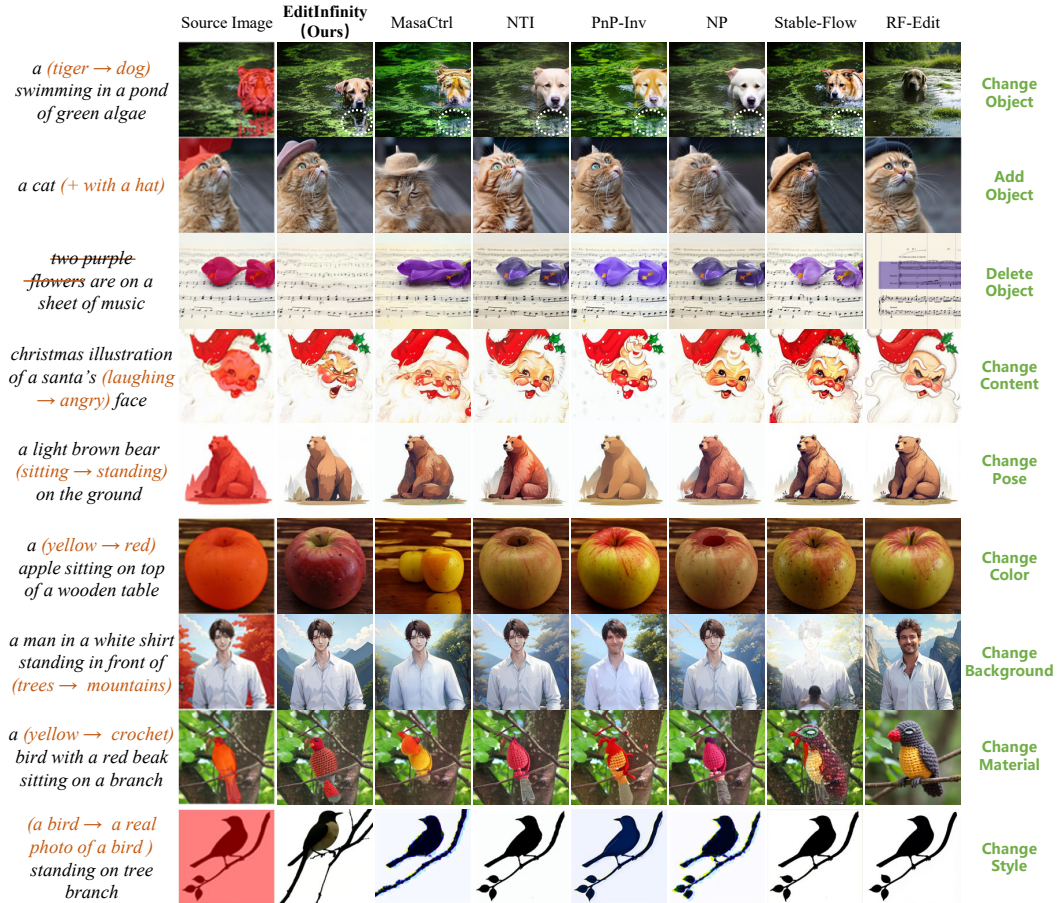 Source Image
EditInfinity
(Ours)
MasaCtrl
NTI
PnP-Inv
NP
Stable-Flow
RF-Edit
a (tiger → dog)
swimming in a pond
of green algae
Change
Object
a cat (+ with a hat)
Add
Object
two purple
flowers are on a
sheet of music
Delete
Object
christmas illustration
of a santa's (laughing
→ angry) face
Change
Content
a light brown bear
(sitting → standing)
on the ground
Change
Pose
a (yellow → red)
apple sitting on top
of a wooden table
Change
Color
a man in a white shirt
standing in front of
(trees → mountains)
Change
Background
a (yellow → crochet)
bird with a red beak
sitting on a branch
Change
Material
(a bird → a real
photo of a bird )
standing on tree
branch
Change
Style